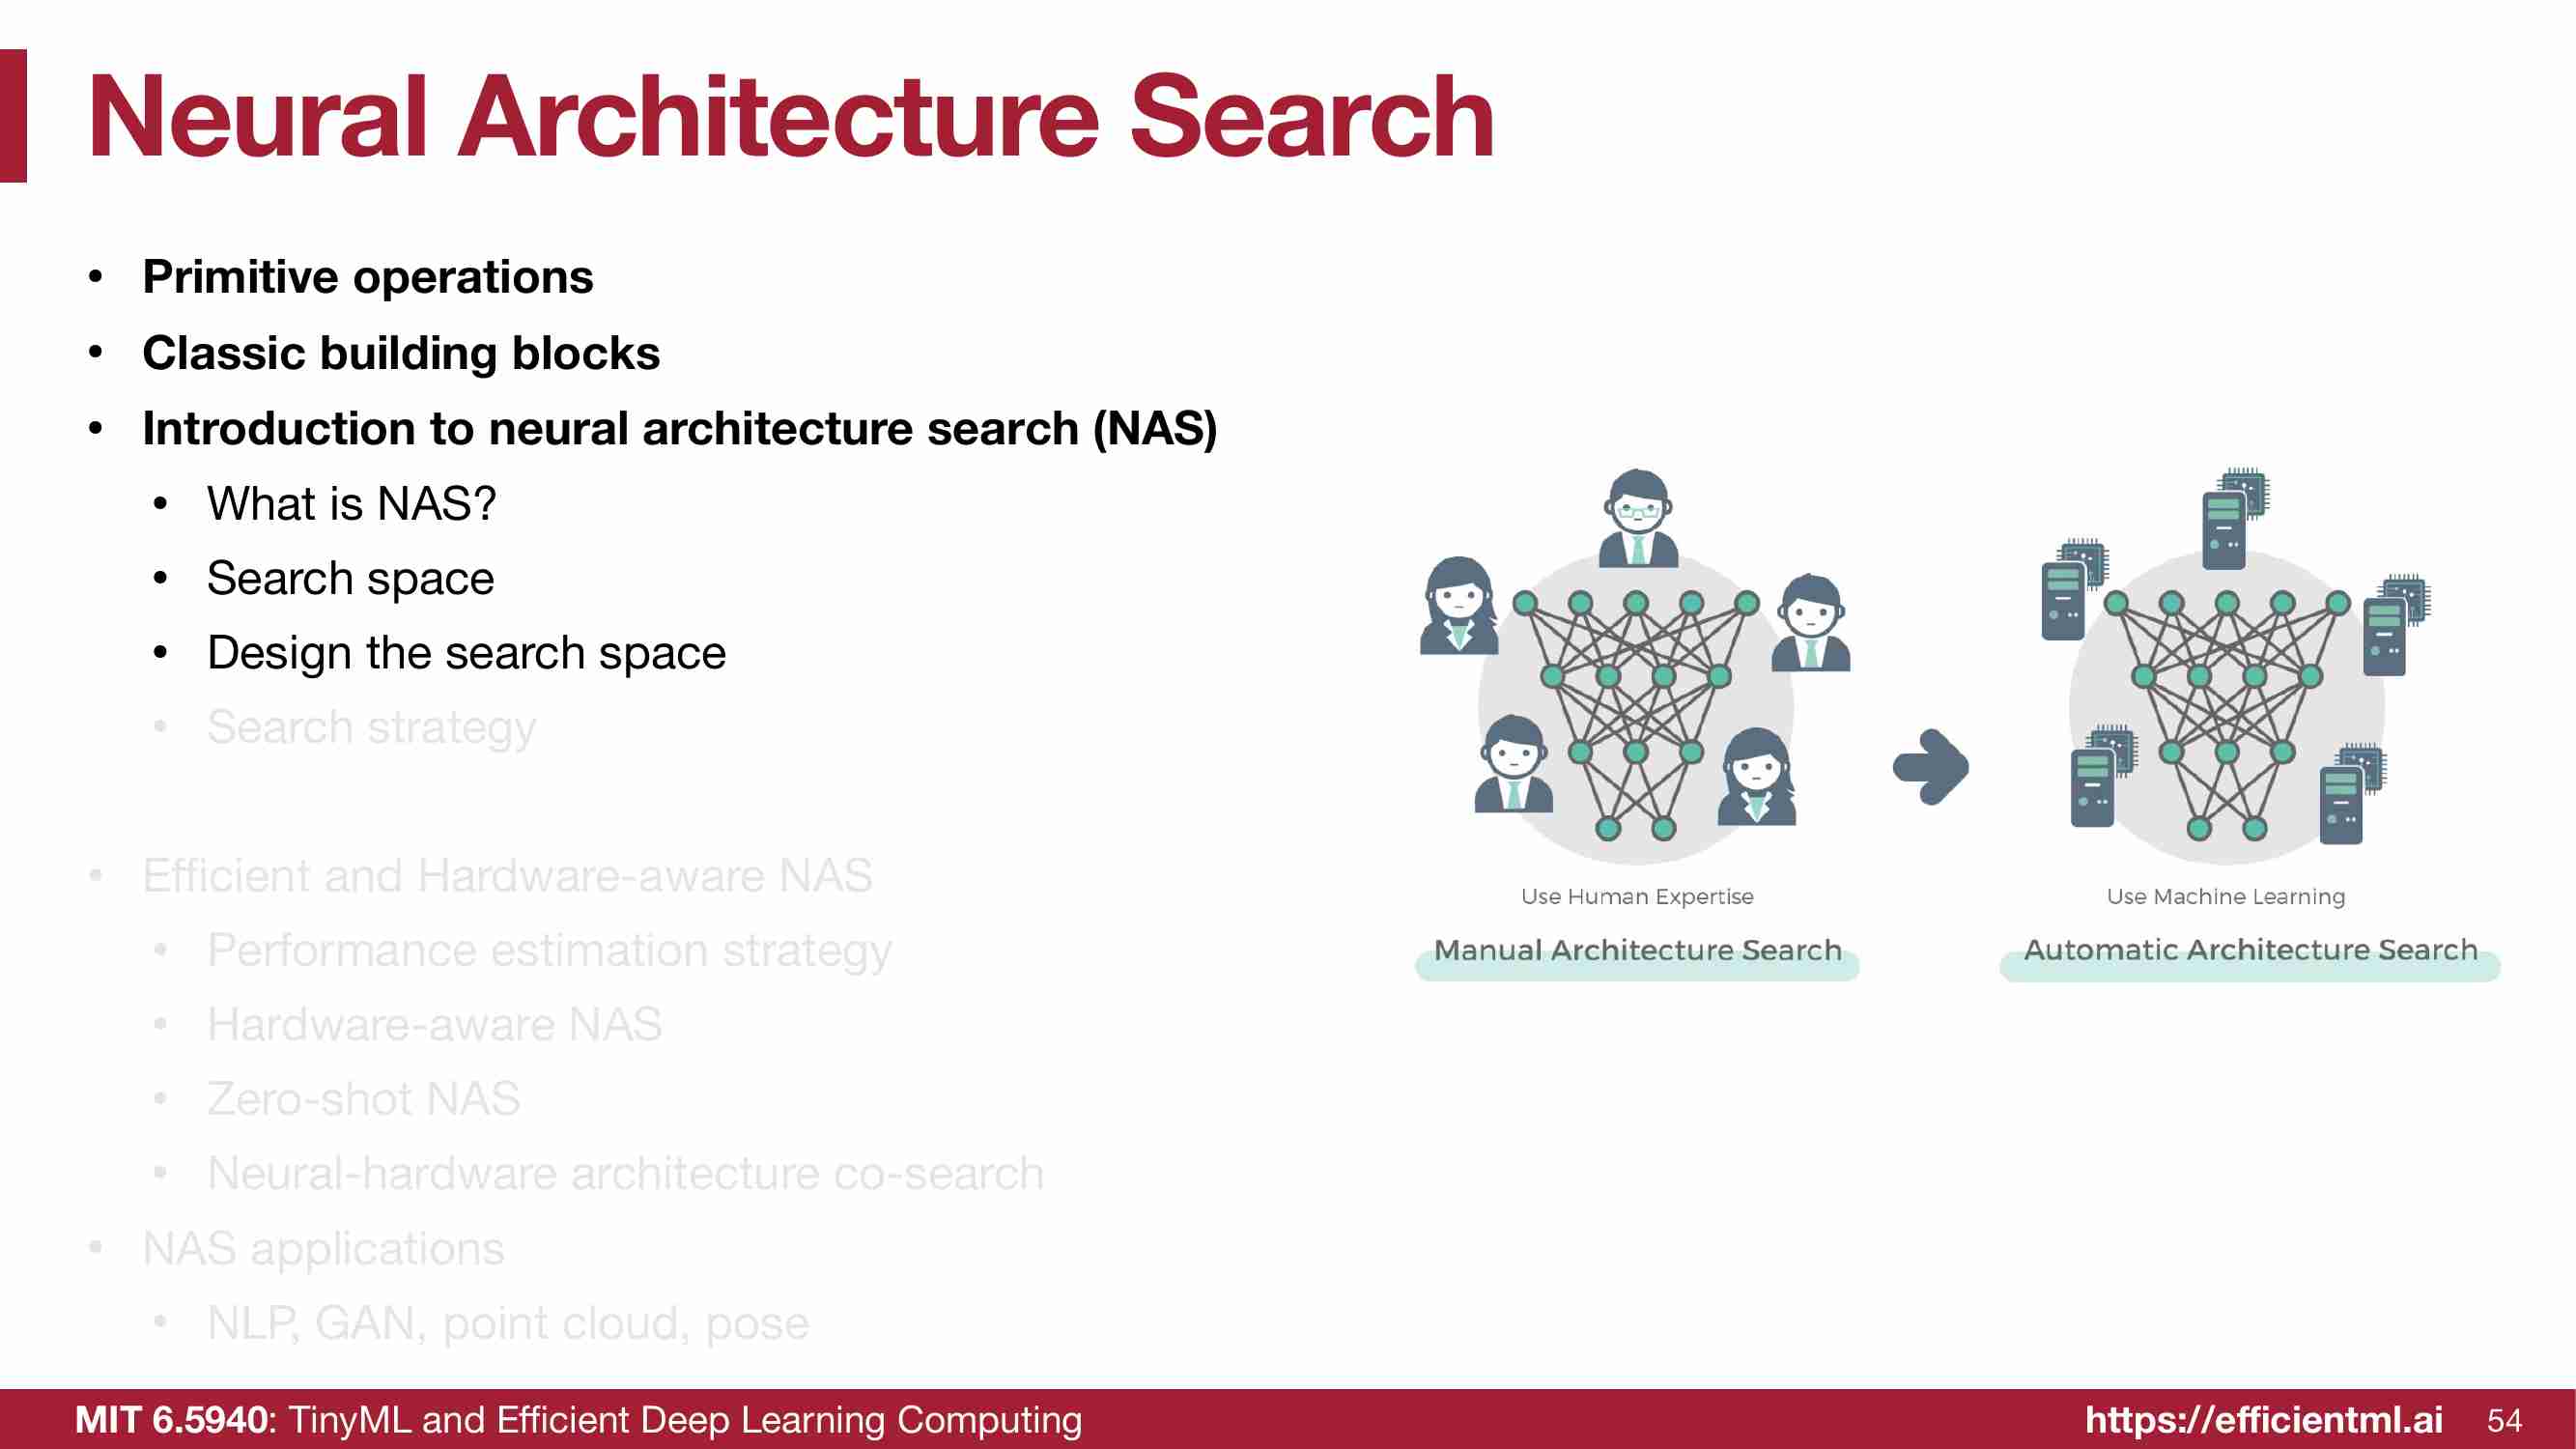 Neural Architecture Search
• Primitive operations
• Classic building blocks
• Introduction to neural architecture search (NAS)
• What is NAS?
• Search space
• Design the search space
• Search strategy
• Efficient and Hardware-aware NAS
• Performance estimation strategy
• Hardware-aware NAS
• Zero-shot NAS
• Neural-hardware architecture co-search
• NAS applications
• NLP, GAN, point cloud, pose
Use Human Expertise
Manual Architecture Search
Use Machine Learning
Automatic Architecture Search
MIT 6.5940: TinyML and Efficient Deep Learning Computing
https://efficientml.ai
54